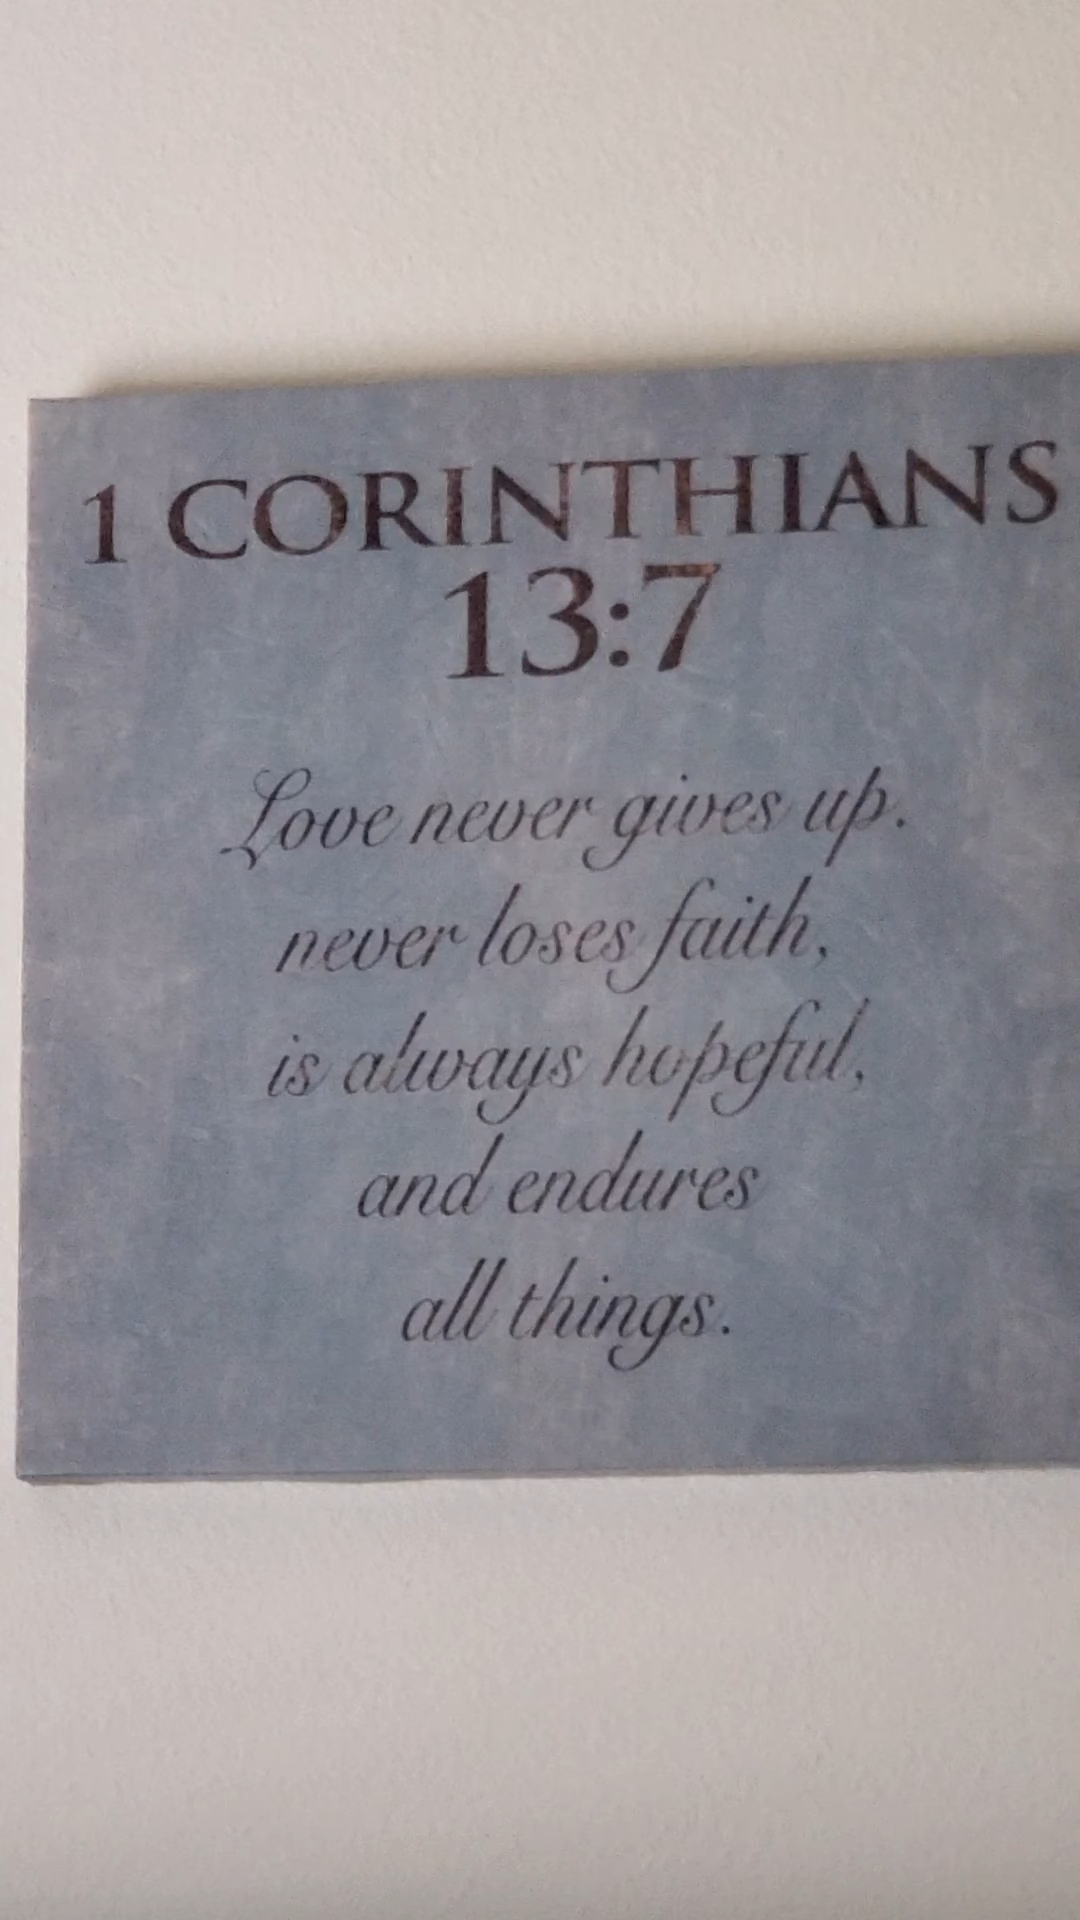 1 CORINTHIANS
13:7
Love never gives up.
never loses faith,
is always hopeful,
and endures
all things.